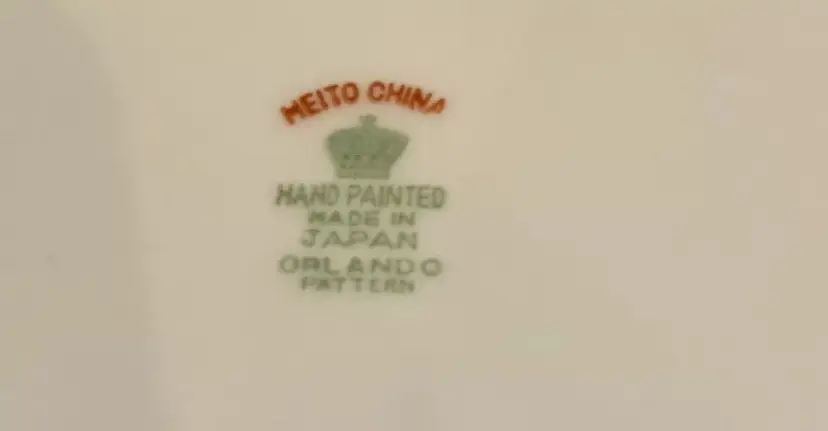 MEITO CHINA
HAND PAINTED
MADE IN
JAPAN
ORLANDO
PATTERN